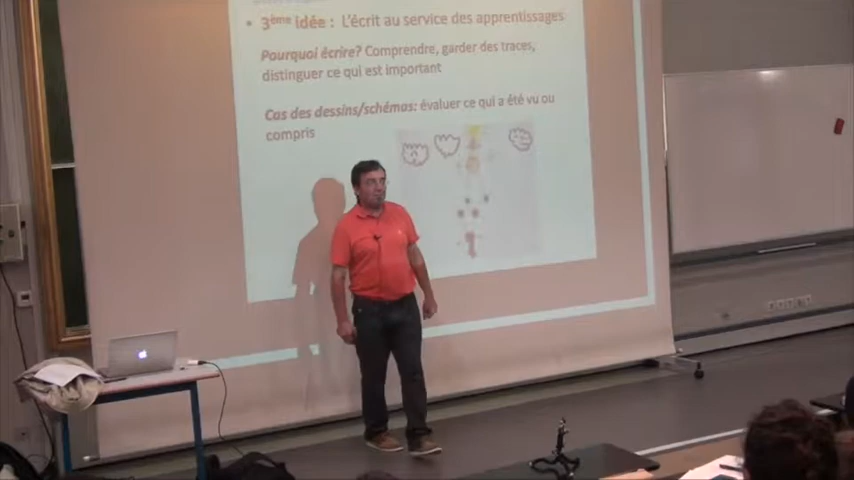 • 3ème Idée : L'écrit au service des apprentissages
Pourquoi écrire? Comprendre, garder des traces,
distinguer ce qui est important
Cas des dessins/schémas: évaluer ce qui a été vu ou
compris